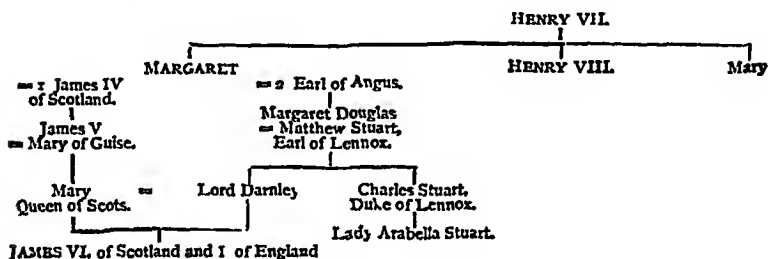 HENRY VII.
MARGARET HENRY VIII. Mary
= 1 James IV = 2 Earl of Angus.
of Scotland.
Margaret Douglas
James V = Matthew Stuart,
= Mary of Guise. Earl of Lennox.
Mary = Lord Darnley Charles Stuart,
Queen of Scots. Duke of Lennox.
Lady Arabella Stuart.
JAMES VI. of Scotland and I of England